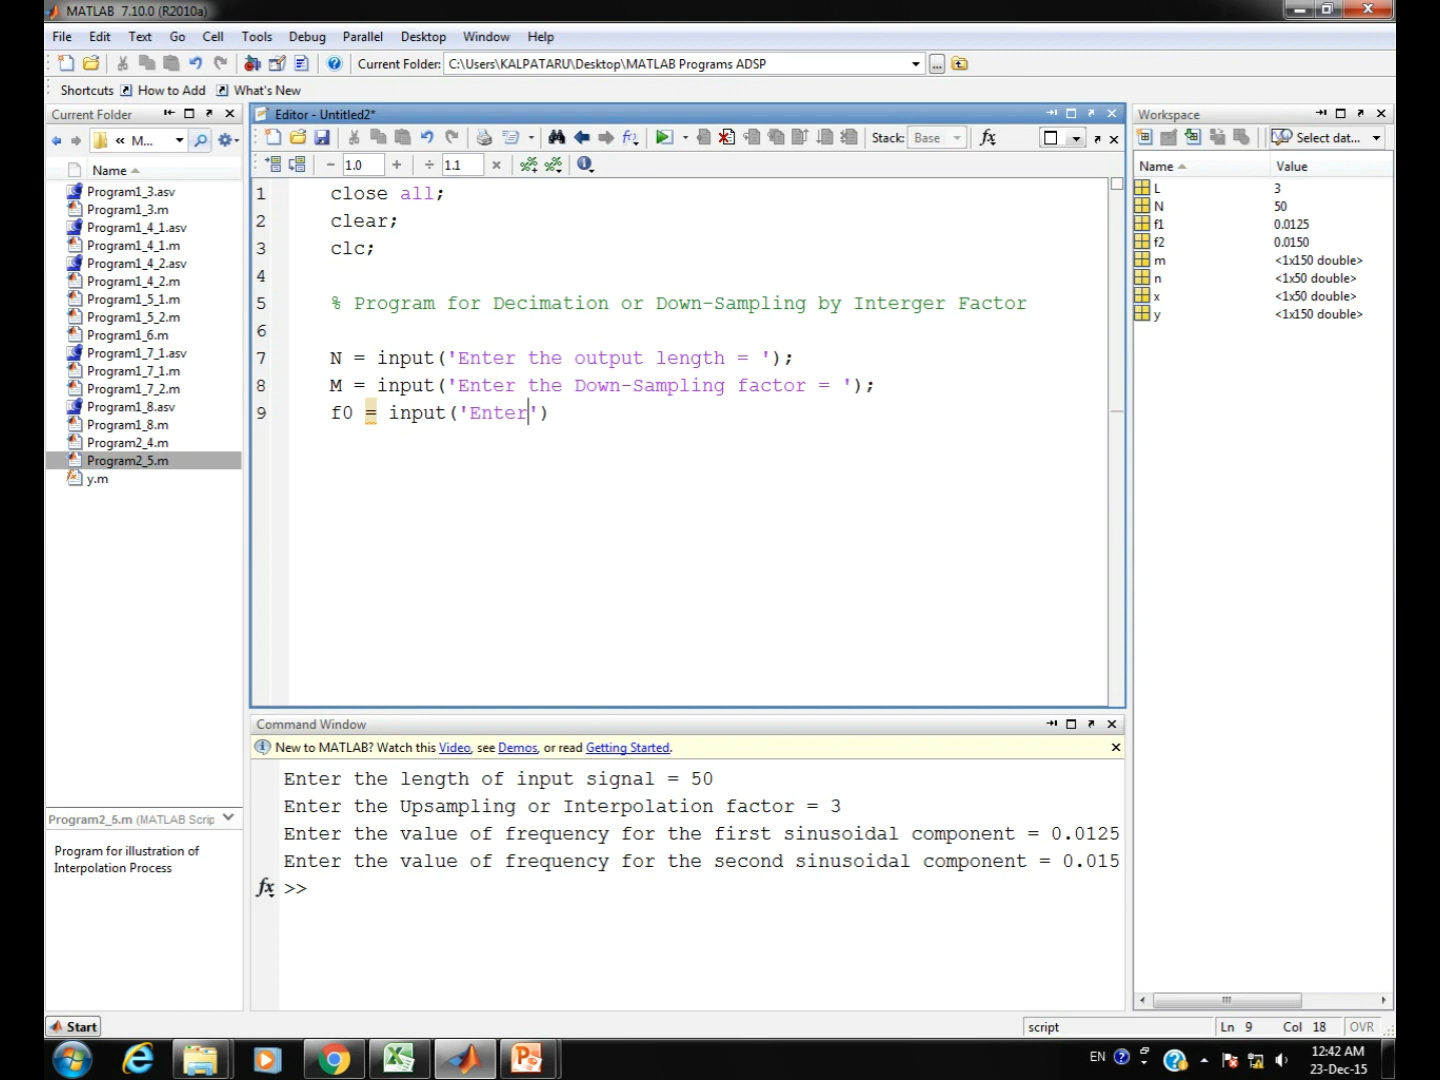 MATLAB 7.10.0 (R2010a)
File Edit Text Go Cell Tools Debug Parallel Desktop Window Help
Current Folder: C:\Users\KALPATARU\Desktop\MATLAB Programs ADSP
Shortcuts How to Add What's New
Current Folder
« M...
Name
Program1_3.asv
Program1_3.m
Program1_4_1.asv
Program1_4_1.m
Program1_4_2.asv
Program1_4_2.m
Program1_5_1.m
Program1_5_2.m
Program1_6.m
Program1_7_1.asv
Program1_7_1.m
Program1_7_2.m
Program1_8.asv
Program1_8.m
Program2_4.m
Program2_5.m
y.m
Program2_5.m (MATLAB Scrip
Program for illustration of
Interpolation Process
Editor - Untitled2*
Stack: Base fx
− 1.0 + ÷ 1.1 ×
1 close all;
2 clear;
3 clc;
4
5 % Program for Decimation or Down-Sampling by Interger Factor
6
7 N = input('Enter the output length = ');
8 M = input('Enter the Down-Sampling factor = ');
9 f0 = input('Enter')
Command Window
New to MATLAB? Watch this Video, see Demos, or read Getting Started.
Enter the length of input signal = 50
Enter the Upsampling or Interpolation factor = 3
Enter the value of frequency for the first sinusoidal component = 0.0125
Enter the value of frequency for the second sinusoidal component = 0.015
fx >>
Workspace
Select dat...
Name Value
L 3
N 50
f1 0.0125
f2 0.0150
m <1x150 double>
n <1x50 double>
x <1x50 double>
y <1x150 double>
Start
script Ln 9 Col 18 OVR
EN
12:42 AM
23-Dec-15